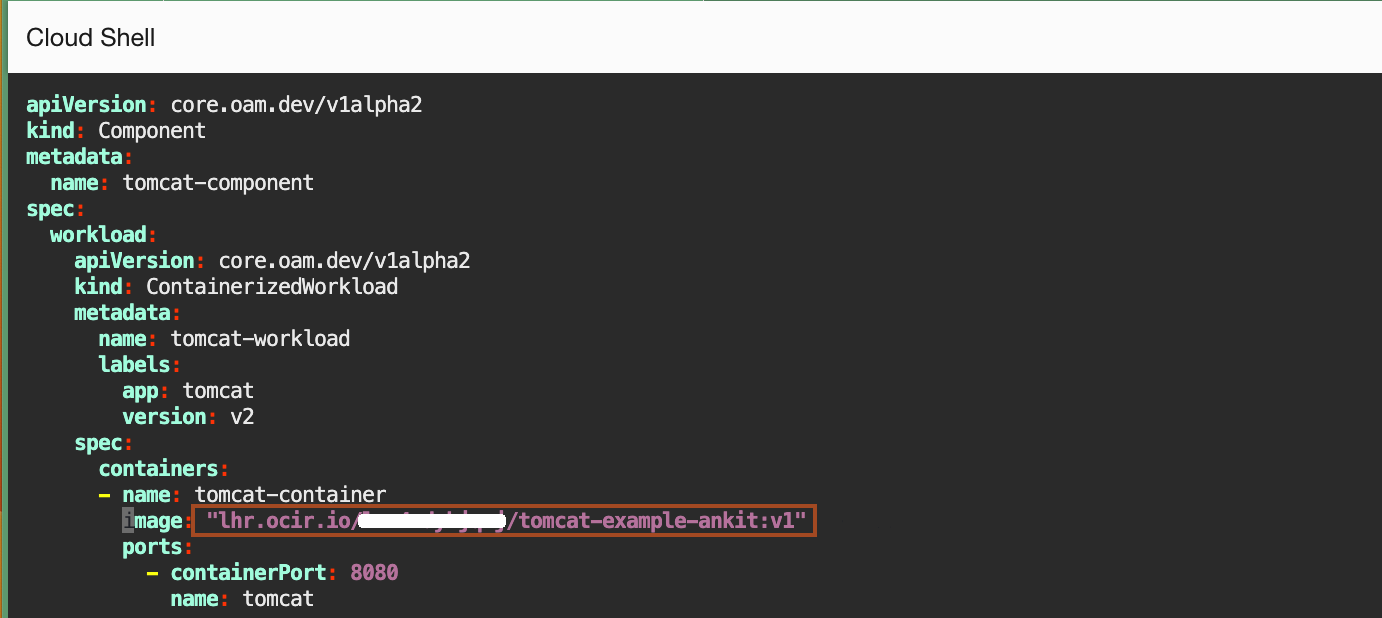 Cloud Shell
apiVersion: core.oam.dev/v1alpha2
kind: Component
metadata:
  name: tomcat-component
spec:
  workload:
    apiVersion: core.oam.dev/v1alpha2
    kind: ContainerizedWorkload
    metadata:
      name: tomcat-workload
      labels:
        app: tomcat
        version: v2
    spec:
      containers:
      - name: tomcat-container
        image: "lhr.ocir.io/ /tomcat-example-ankit:v1"
        ports:
          - containerPort: 8080
            name: tomcat